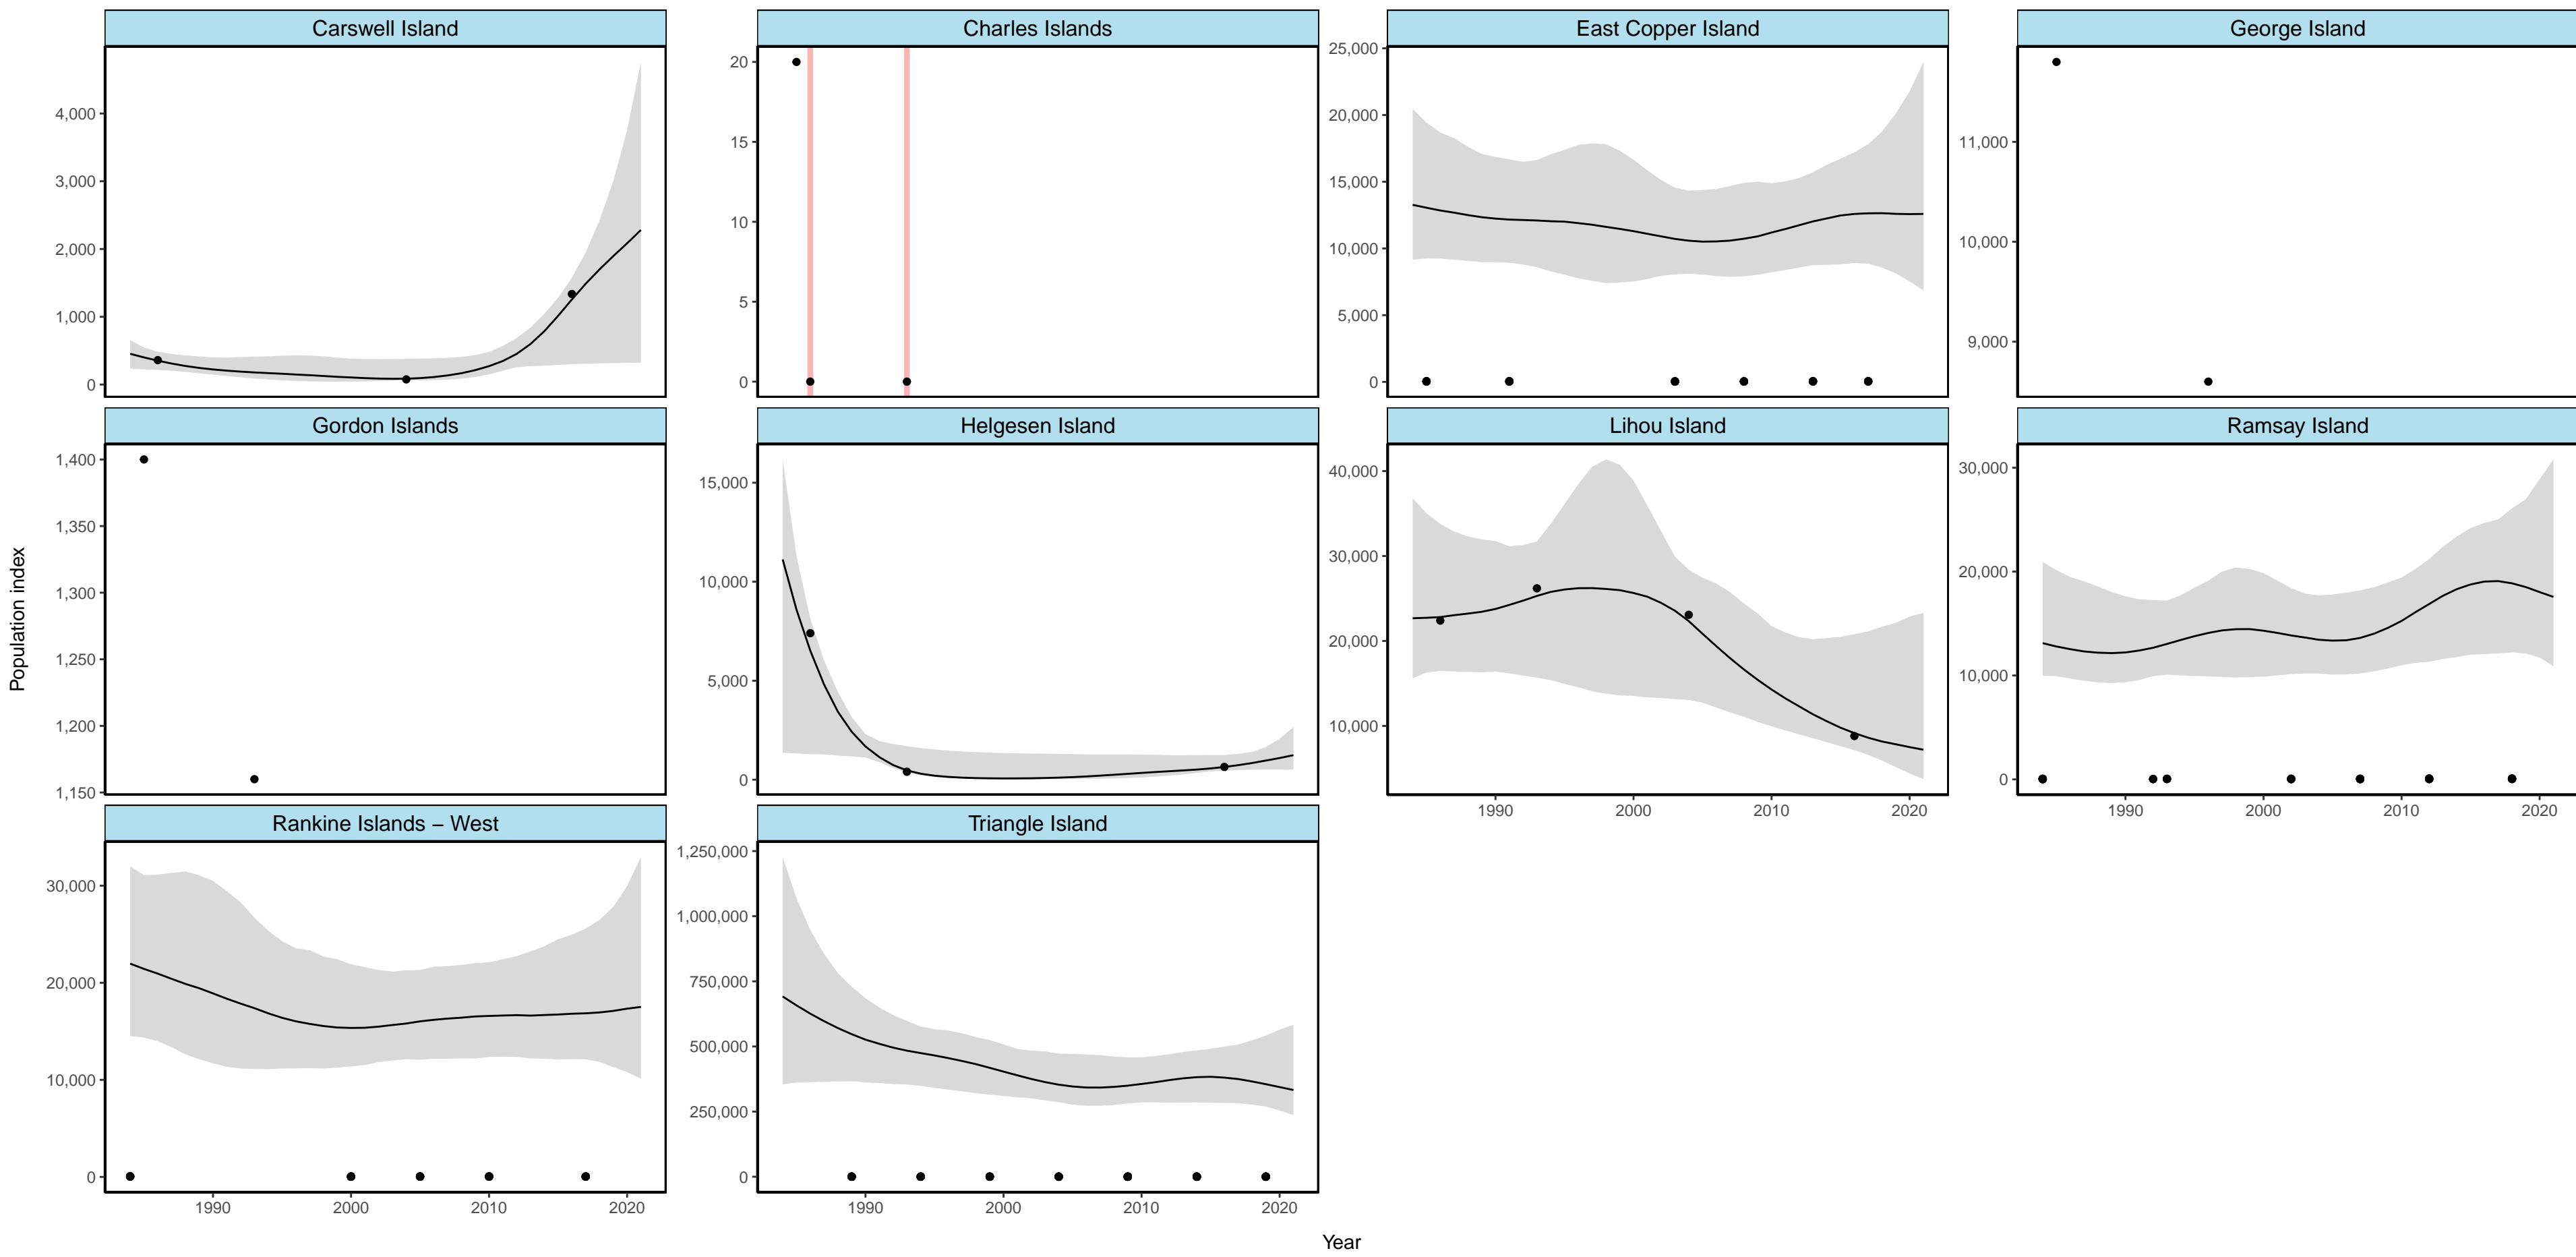 Carswell Island
Charles Islands
East Copper Island
George Island
4,000
3,000
2,000
1,000
0
20
15
10
5
0
25,000
20,000
15,000
10,000
5,000
0
11,000
10,000
9,000
Gordon Islands
Helgesen Island
Lihou Island
Ramsay Island
1,400
1,350
1,300
1,250
1,200
1,150
15,000
10,000
5,000
0
40,000
30,000
20,000
10,000
30,000
20,000
10,000
0
1990 2000 2010 2020
1990 2000 2010 2020
Rankine Islands – West
Triangle Island
30,000
20,000
10,000
0
1,250,000
1,000,000
750,000
500,000
250,000
0
1990 2000 2010 2020
1990 2000 2010 2020
Population index
Year